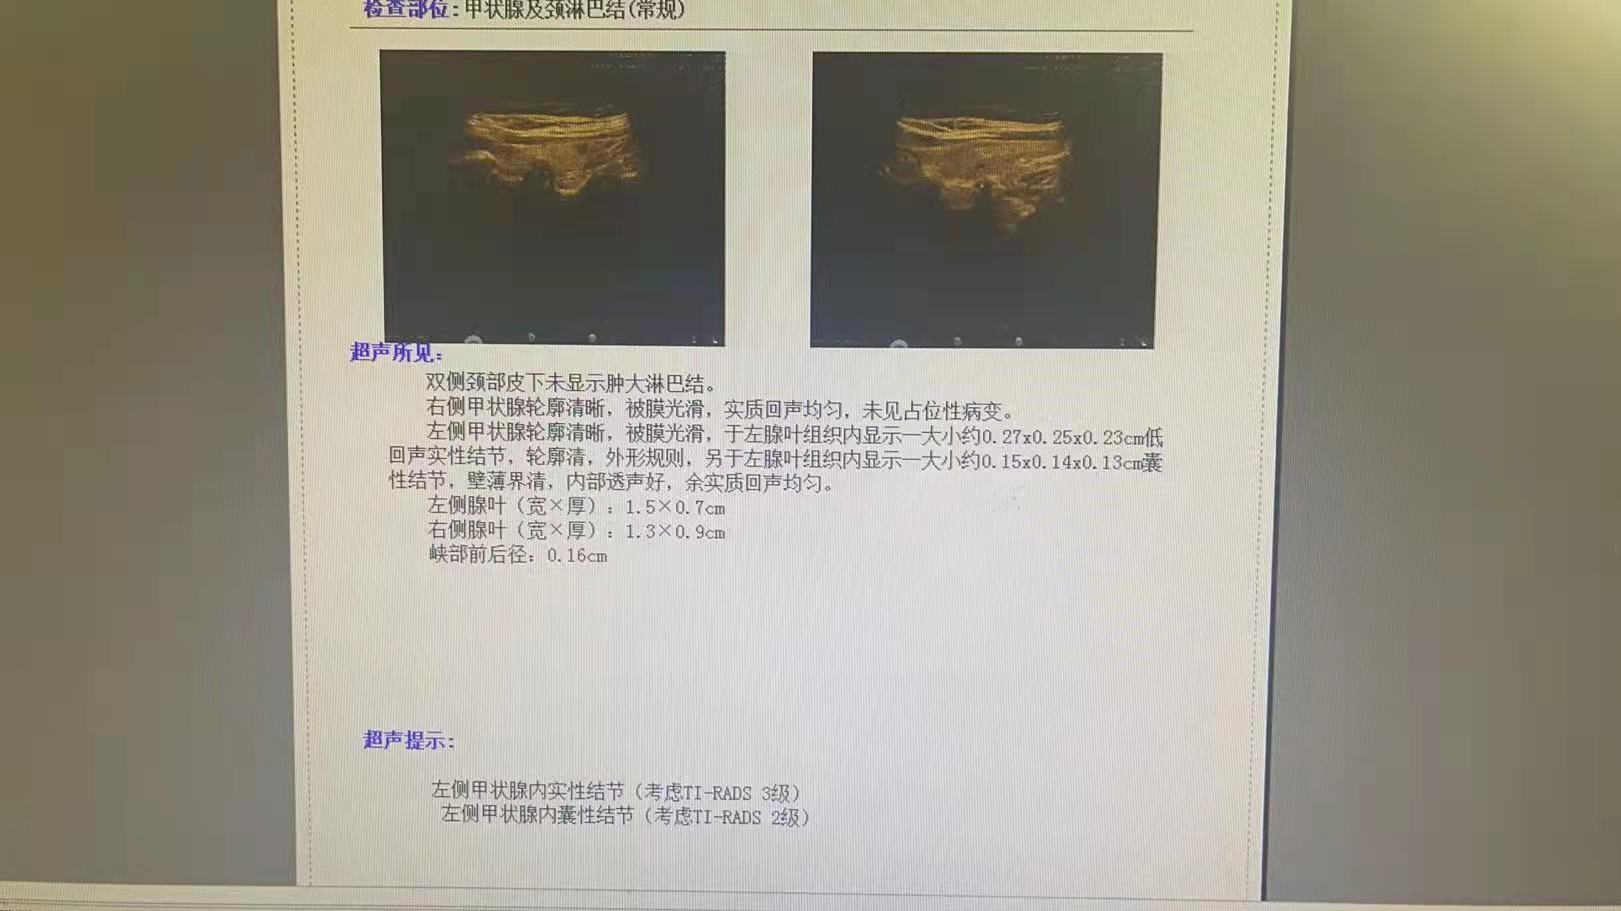 检查部位:甲状腺及颈淋巴结(常规)
超声所见:
双侧颈部皮下未显示肿大淋巴结。
右侧甲状腺轮廓清晰，被膜光滑，实质回声均匀，未见占位性病变。
左侧甲状腺轮廓清晰，被膜光滑，于左腺叶组织内显示一大小约0.27x0.25x0.23cm低
回声实性结节，轮廓清，外形规则，另于左腺叶组织内显示一大小约0.15x0.14x0.13cm囊
性结节，壁薄界清，内部透声好，余实质回声均匀。
左侧腺叶（宽×厚）: 1.5×0.7cm
右侧腺叶（宽×厚）: 1.3×0.9cm
峡部前后径: 0.16cm
超声提示:
左侧甲状腺内实性结节（考虑TI-RADS 3级）
左侧甲状腺内囊性结节（考虑TI-RADS 2级）